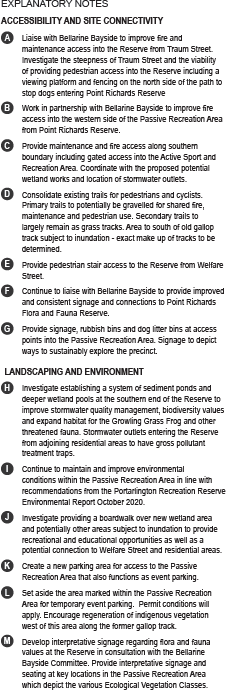 EXPLANATORY NOTES
ACCESSIBILITY AND SITE CONNECTIVITY
A Liaise with Bellarine Bayside to improve fire and
maintenance access into the Reserve from Traum Street.
Investigate the steepness of Traum Street and the viability
of providing pedestrian access into the Reserve including a
viewing platform and fencing on the north side of the path to
stop dogs entering Point Richards Reserve
B Work in partnership with Bellarine Bayside to improve fire
access into the western side of the Passive Recreation Area
from Point Richards Reserve.
C Provide maintenance and fire access along southern
boundary including gated access into the Active Sport and
Recreation Area. Coordinate with the proposed potential
wetland works and location of stormwater outlets.
D Consolidate existing trails for pedestrians and cyclists.
Primary trails to potentially be gravelled for shared fire,
maintenance and pedestrian use. Secondary trails to
largely remain as grass tracks. Area to south of old gallop
track subject to inundation - exact make up of tracks to be
determined.
E Provide pedestrian stair access to the Reserve from Welfare
Street.
F Continue to liaise with Bellarine Bayside to provide improved
and consistent signage and connections to Point Richards
Flora and Fauna Reserve.
G Provide signage, rubbish bins and dog litter bins at access
points into the Passive Recreation Area. Signage to depict
ways to sustainably explore the precinct.
LANDSCAPING AND ENVIRONMENT
H Investigate establishing a system of sediment ponds and
deeper wetland pools at the southern end of the Reserve to
improve stormwater quality management, biodiversity values
and expand habitat for the Growling Grass Frog and other
threatened fauna. Stormwater outlets entering the Reserve
from adjoining residential areas to have gross pollutant
treatment traps.
I Continue to maintain and improve environmental
conditions within the Passive Recreation Area in line with
recommendations from the Portarlington Recreation Reserve
Environmental Report October 2020.
J Investigate providing a boardwalk over new wetland area
and potentially other areas subject to inundation to provide
recreational and educational opportunities as well as a
potential connection to Welfare Street and residential areas.
K Create a new parking area for access to the Passive
Recreation Area that also functions as event parking.
L Set aside the area marked within the Passive Recreation
Area for temporary event parking. Permit conditions will
apply. Encourage regeneration of indigenous vegetation
west of this area along the former gallop track.
M Develop interpretative signage regarding flora and fauna
values at the Reserve in consultation with the Bellarine
Bayside Committee. Provide interpretative signage and
seating at key locations in the Passive Recreation Area
which depict the various Ecological Vegetation Classes.